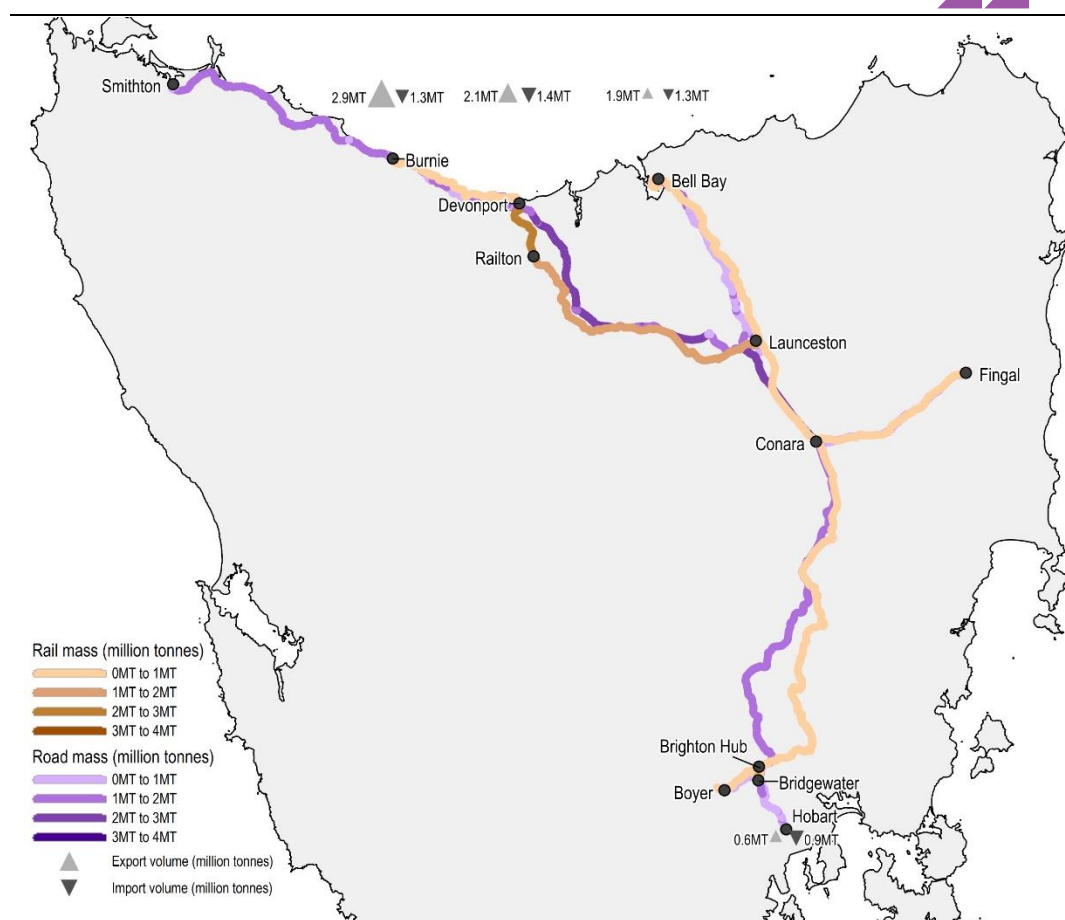 Smithton
2.9MT 1.3MT 2.1MT 1.4MT 1.9MT 1.3MT
Burnie
Bell Bay
Devonport
Railton
Launceston
Fingal
Conara
Rail mass (million tonnes)
0MT to 1MT
1MT to 2MT
2MT to 3MT
3MT to 4MT
Road mass (million tonnes)
0MT to 1MT
1MT to 2MT
2MT to 3MT
3MT to 4MT
Export volume (million tonnes)
Import volume (million tonnes)
Brighton Hub
Bridgewater
Boyer
Hobart
0.6MT 0.9MT